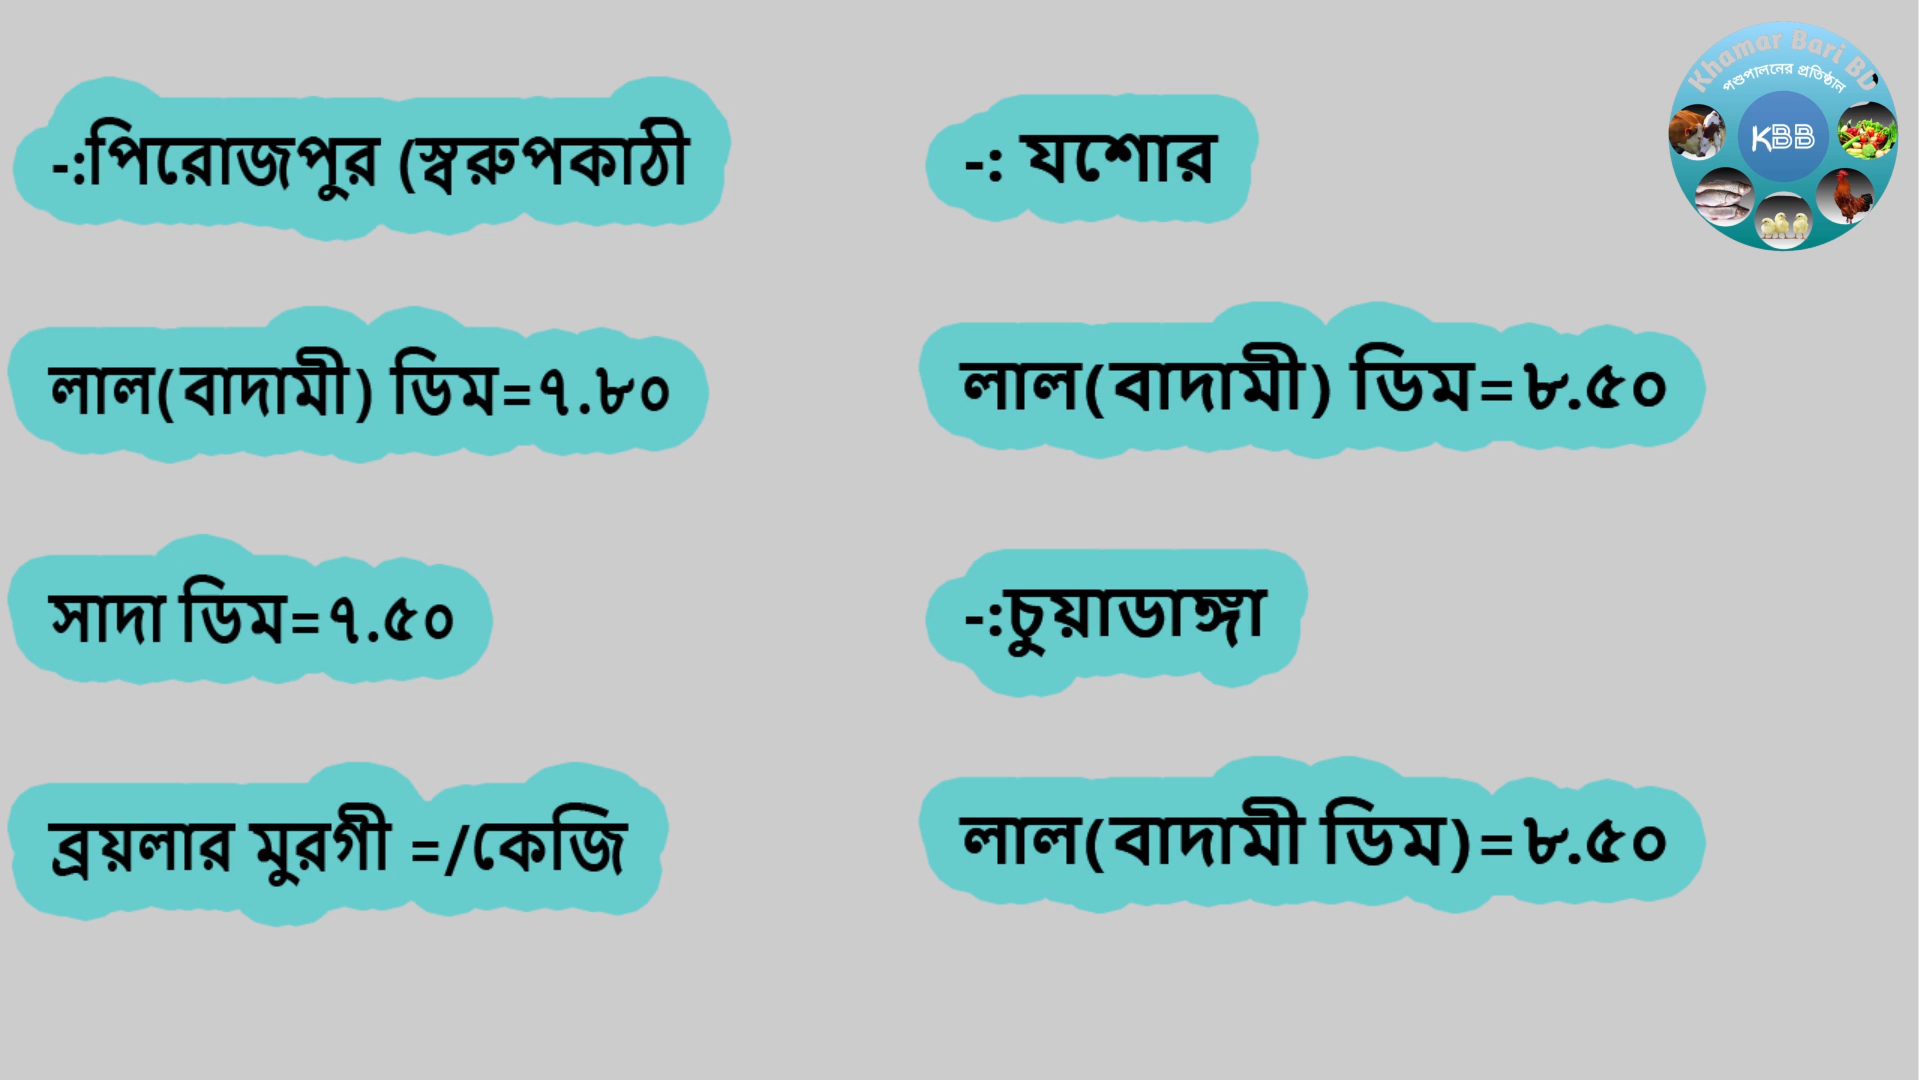 -:পিরোজপুর (স্বরুপকাঠী
লাল(বাদামী) ডিম=৭.৮০
সাদা ডিম=৭.৫০
ব্রয়লার মুরগী =/কেজি
-: যশোর
লাল(বাদামী) ডিম=৮.৫০
-:চুয়াডাঙ্গা
লাল(বাদামী ডিম)=৮.৫০
Khamar Bari BD
পশুপালনের প্রতিষ্ঠান
KBB